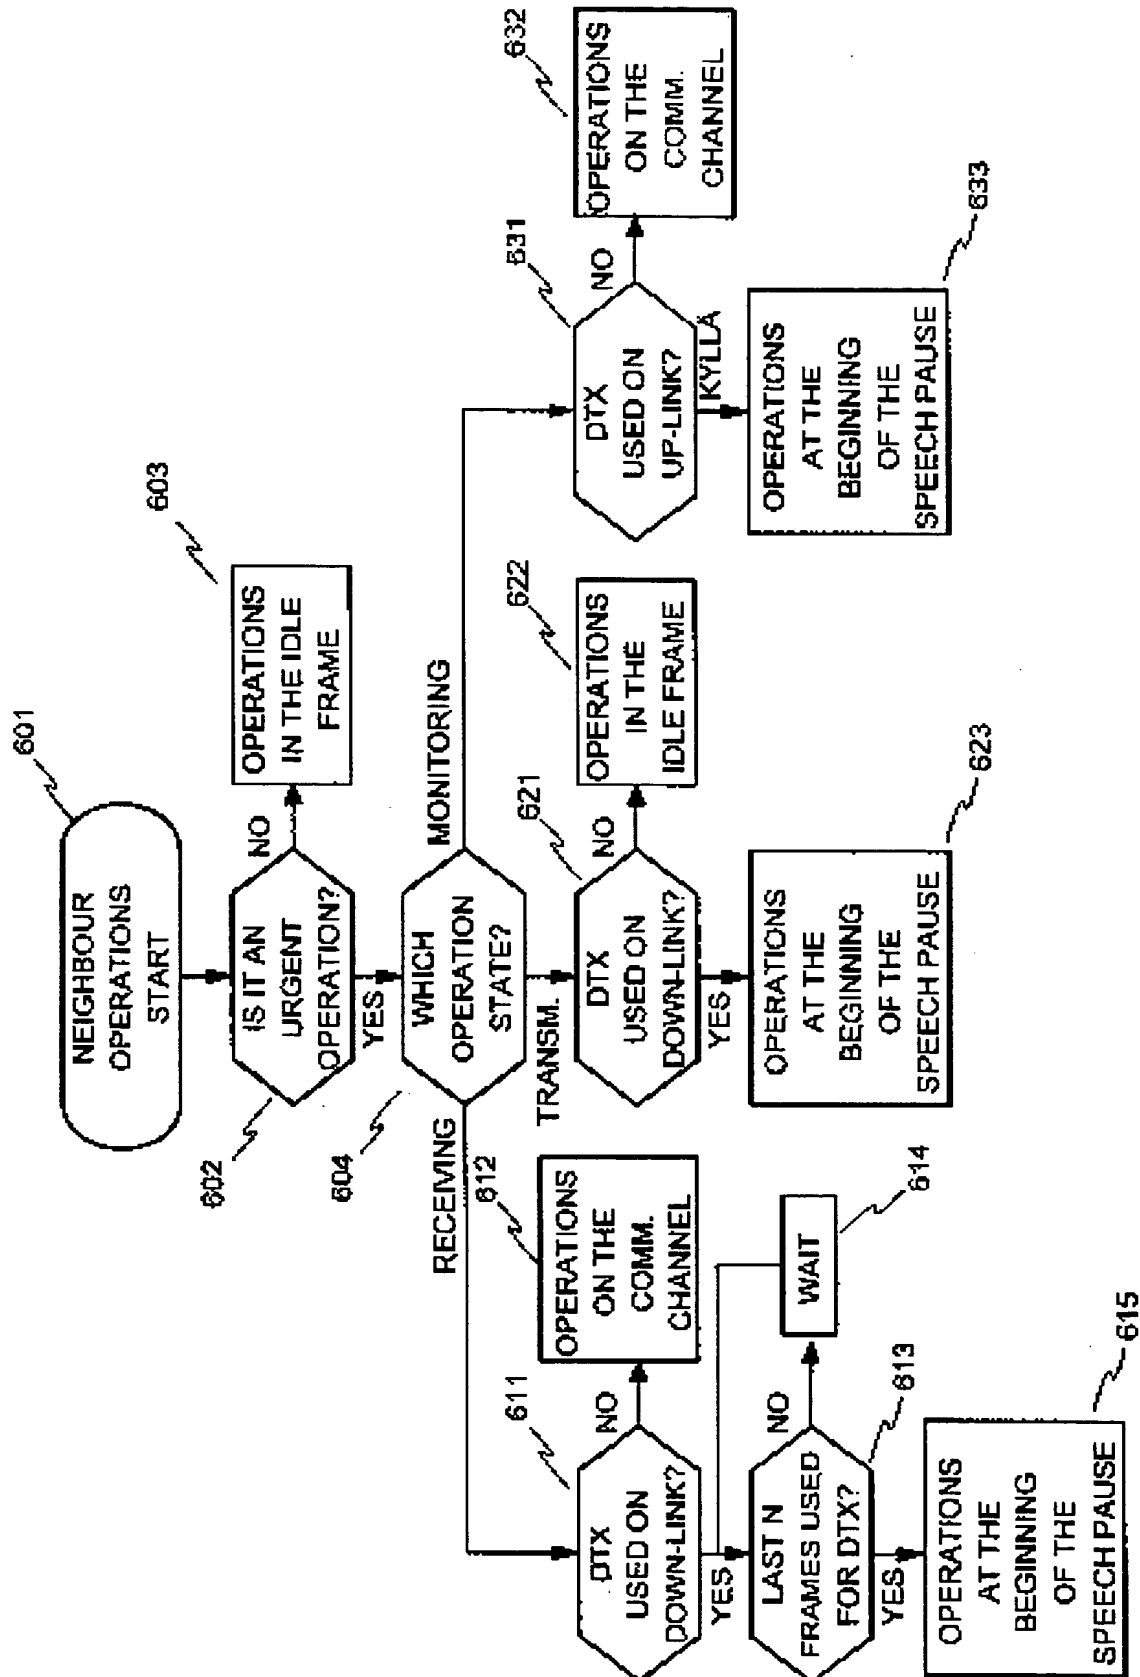 601
NEIGHBOUR
OPERATIONS
START
602
IS IT AN
URGENT
OPERATION?
NO
603
OPERATIONS
IN THE IDLE
FRAME
YES
604
WHICH
OPERATION
STATE?
RECEIVING
TRANSM.
MONITORING
611
DTX
USED ON
DOWN-LINK?
NO
612
OPERATIONS
ON THE
COMM.
CHANNEL
YES
613
LAST N
FRAMES USED
FOR DTX?
NO
614
WAIT
YES
615
OPERATIONS
AT THE
BEGINNING
OF THE
SPEECH PAUSE
621
DTX
USED ON
DOWN-LINK?
NO
622
OPERATIONS
IN THE
IDLE FRAME
YES
623
OPERATIONS
AT THE
BEGINNING
OF THE
SPEECH PAUSE
631
DTX
USED ON
UP-LINK?
NO
632
OPERATIONS
ON THE
COMM.
CHANNEL
KYLLA
633
OPERATIONS
AT THE
BEGINNING
OF THE
SPEECH PAUSE